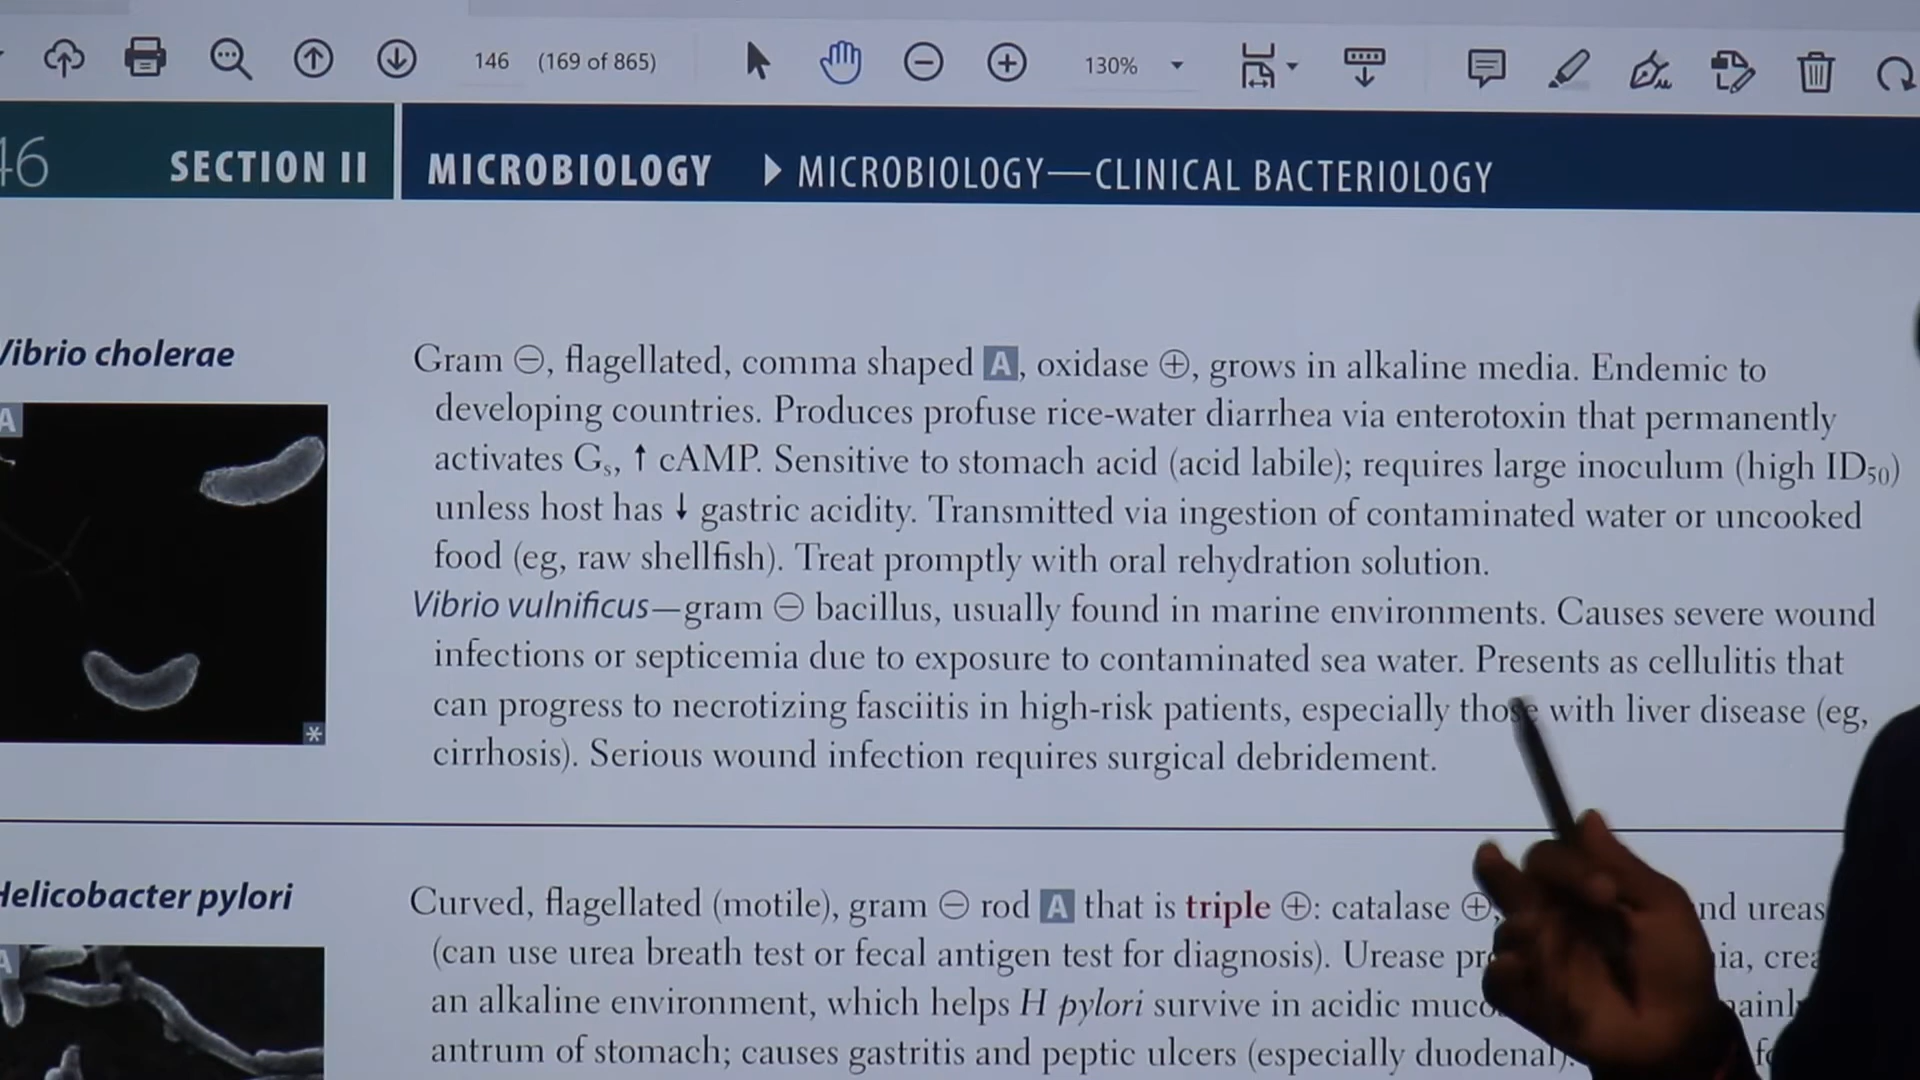 146 (169 of 865) 130%
46 SECTION II MICROBIOLOGY ▶ MICROBIOLOGY—CLINICAL BACTERIOLOGY
Vibrio cholerae
Gram ⊖, flagellated, comma shaped A, oxidase ⊕, grows in alkaline media. Endemic to
developing countries. Produces profuse rice-water diarrhea via enterotoxin that permanently
activates Gs, ↑ cAMP. Sensitive to stomach acid (acid labile); requires large inoculum (high ID50)
unless host has ↓ gastric acidity. Transmitted via ingestion of contaminated water or uncooked
food (eg, raw shellfish). Treat promptly with oral rehydration solution.
Vibrio vulnificus—gram ⊖ bacillus, usually found in marine environments. Causes severe wound
infections or septicemia due to exposure to contaminated sea water. Presents as cellulitis that
can progress to necrotizing fasciitis in high-risk patients, especially those with liver disease (eg,
cirrhosis). Serious wound infection requires surgical debridement.
A
*
Helicobacter pylori
Curved, flagellated (motile), gram ⊖ rod A that is triple ⊕: catalase ⊕, nd ureas
(can use urea breath test or fecal antigen test for diagnosis). Urease pr ia, crea
an alkaline environment, which helps H pylori survive in acidic muco mainl
antrum of stomach; causes gastritis and peptic ulcers (especially duodenal). f
A